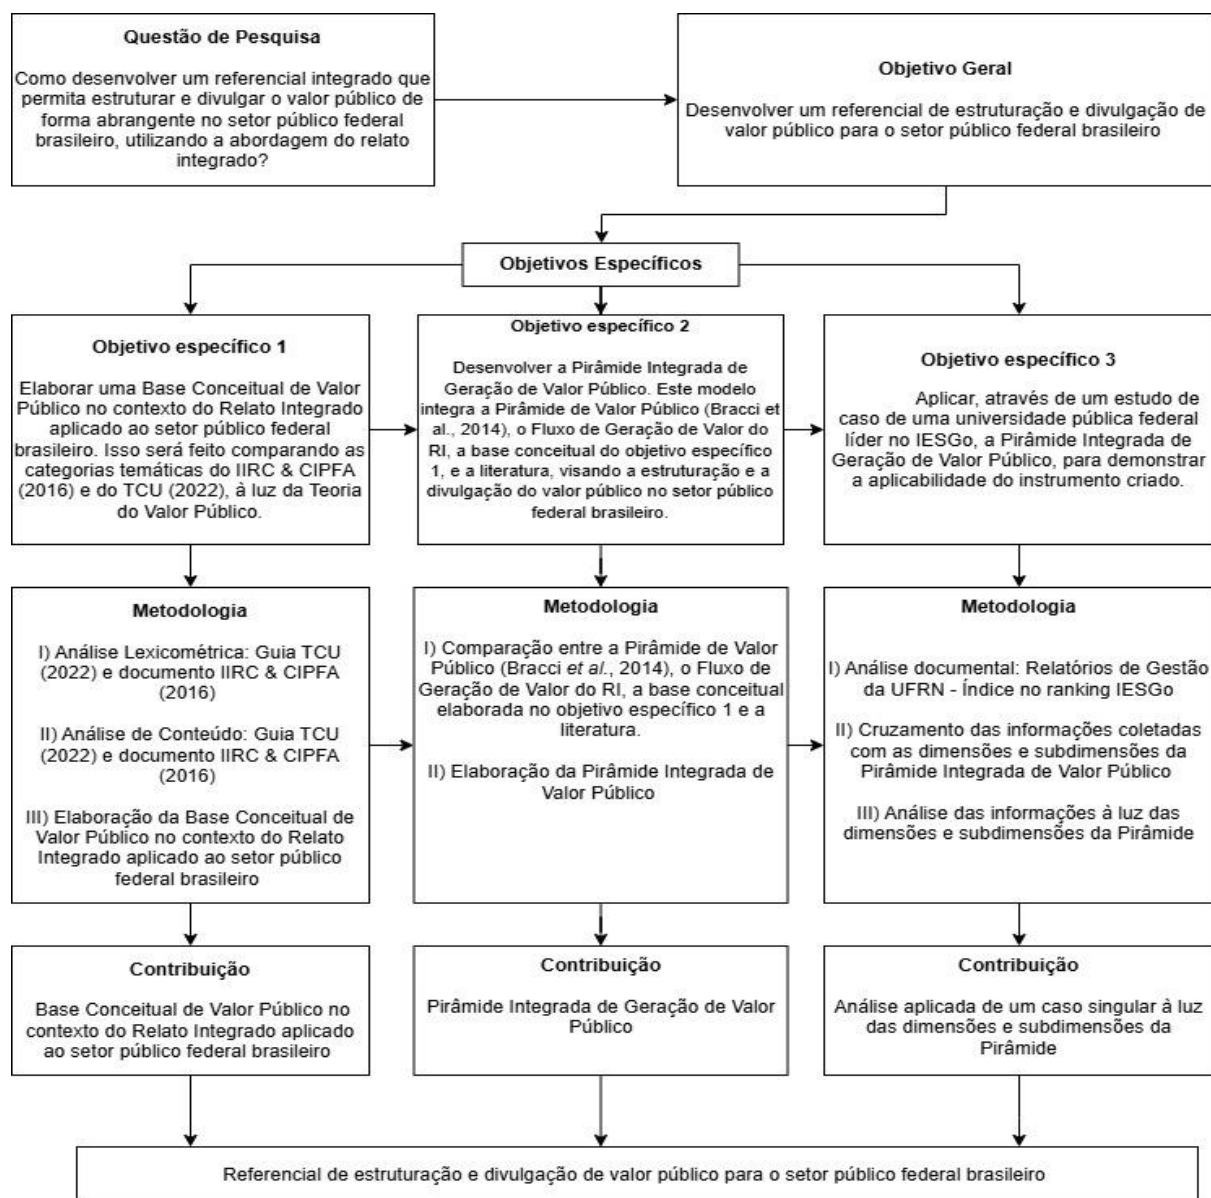 Questão de Pesquisa
Como desenvolver um referencial integrado que
permita estruturar e divulgar o valor público de
forma abrangente no setor público federal
brasileiro, utilizando a abordagem do relato
integrado?
Objetivo Geral
Desenvolver um referencial de estruturação e divulgação de
valor público para o setor público federal brasileiro
Objetivos Específicos
Objetivo específico 1
Elaborar uma Base Conceitual de Valor
Público no contexto do Relato Integrado
aplicado ao setor público federal
brasileiro. Isso será feito comparando as
categorias temáticas do IIRC & CIPFA
(2016) e do TCU (2022), à luz da Teoria
do Valor Público.
Objetivo específico 2
Desenvolver a Pirâmide Integrada de
Geração de Valor Público. Este modelo
integra a Pirâmide de Valor Público (Bracci et
al., 2014), o Fluxo de Geração de Valor do
RI, a base conceitual do objetivo específico
1, e a literatura, visando a estruturação e a
divulgação do valor público no setor público
federal brasileiro.
Objetivo específico 3
Aplicar, através de um estudo de
caso de uma universidade pública federal
líder no IESGo, a Pirâmide Integrada de
Geração de Valor Público, para demonstrar
a aplicabilidade do instrumento criado.
Metodologia
I) Análise Lexicométrica: Guia TCU
(2022) e documento IIRC & CIPFA
(2016)
II) Análise de Conteúdo: Guia TCU
(2022) e documento IIRC & CIPFA
(2016)
III) Elaboração da Base Conceitual de
Valor Público no contexto do Relato
Integrado aplicado ao setor público
federal brasileiro
Metodologia
I) Comparação entre a Pirâmide de Valor
Público (Bracci et al., 2014), o Fluxo de
Geração de Valor do RI, a base conceitual
elaborada no objetivo específico 1 e a
literatura.
II) Elaboração da Pirâmide Integrada de
Valor Público
Metodologia
I) Análise documental: Relatórios de Gestão
da UFRN - Índice no ranking IESGo
II) Cruzamento das informações coletadas
com as dimensões e subdimensões da
Pirâmide Integrada de Valor Público
III) Análise das informações à luz das
dimensões e subdimensões da Pirâmide
Contribuição
Base Conceitual de Valor Público no
contexto do Relato Integrado aplicado
ao setor público federal brasileiro
Contribuição
Pirâmide Integrada de Geração de Valor
Público
Contribuição
Análise aplicada de um caso singular à luz
das dimensões e subdimensões da
Pirâmide
Referencial de estruturação e divulgação de valor público para o setor público federal brasileiro